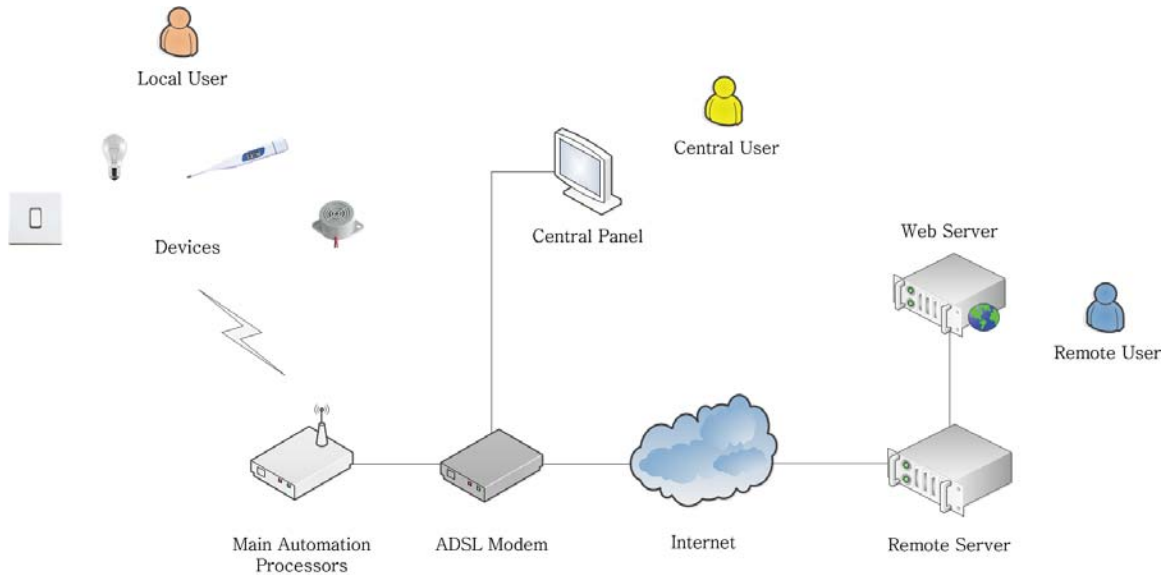 Local User
Central User
Central Panel
Devices
Web Server
Remote User
Main Automation
Processors
ADSL Modem
Internet
Remote Server